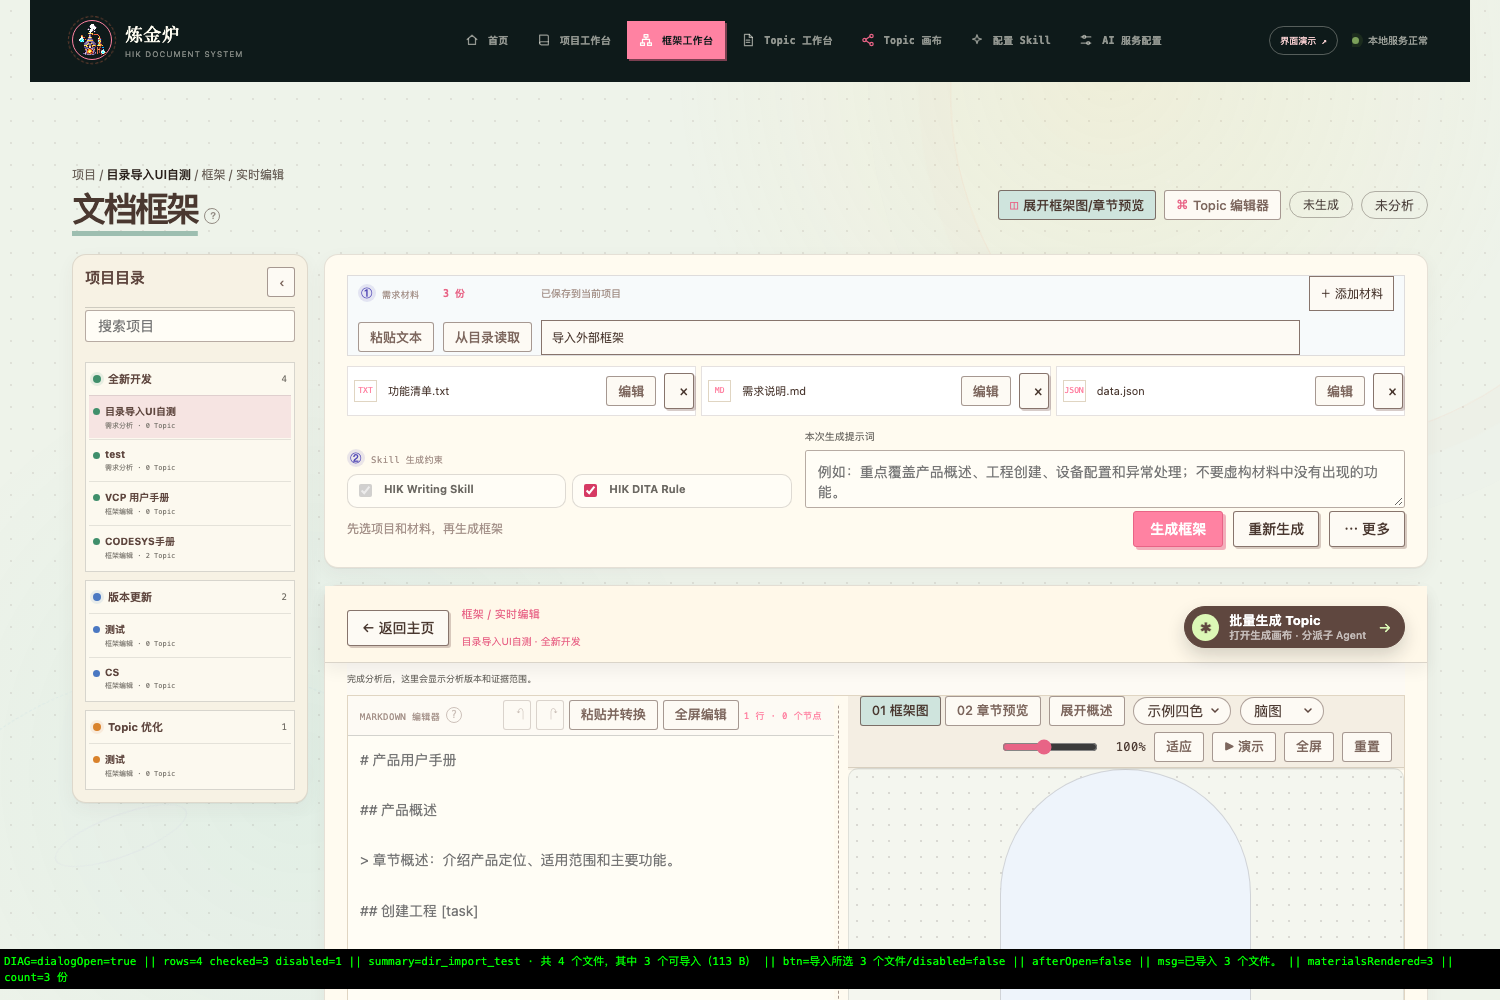 炼金炉
HIK DOCUMENT SYSTEM
首页
项目工作台
框架工作台
Topic 工作台
Topic 画布
配置 Skill
AI 服务配置
界面演示 ↗
本地服务正常
项目 / 目录导入UI自测 / 框架 / 实时编辑
文档框架 ?
展开框架图/章节预览
⌘ Topic 编辑器
未生成
未分析
项目目录
‹
搜索项目
全新开发 4
目录导入UI自测
需求分析 · 0 Topic
test
需求分析 · 0 Topic
VCP 用户手册
框架编辑 · 0 Topic
CODESYS手册
框架编辑 · 2 Topic
版本更新 2
测试
框架编辑 · 0 Topic
CS
框架编辑 · 0 Topic
Topic 优化 1
测试
框架编辑 · 0 Topic
① 需求材料 3 份 已保存到当前项目
＋ 添加材料
粘贴文本
从目录读取
导入外部框架
TXT 功能清单.txt 编辑 ×
MD 需求说明.md 编辑 ×
JSON data.json 编辑 ×
② Skill 生成约束
HIK Writing Skill
HIK DITA Rule
本次生成提示词
例如：重点覆盖产品概述、工程创建、设备配置和异常处理；不要虚构材料中没有出现的功
能。
先选项目和材料，再生成框架
生成框架
重新生成
··· 更多
← 返回主页
框架 / 实时编辑
目录导入UI自测 · 全新开发
✱ 批量生成 Topic →
打开生成画布 · 分派子 Agent
完成分析后，这里会显示分析版本和证据范围。
MARKDOWN 编辑器 ?
粘贴并转换
全屏编辑
1 行 · 0 个节点
# 产品用户手册
## 产品概述
> 章节概述：介绍产品定位、适用范围和主要功能。
## 创建工程 [task]
01 框架图
02 章节预览
展开概述
示例四色
脑图
100%
适应
▶ 演示
全屏
重置
DIAG=dialogOpen=true || rows=4 checked=3 disabled=1 || summary=dir_import_test · 共 4 个文件，其中 3 个可导入（113 B） || btn=导入所选 3 个文件/disabled=false || afterOpen=false || msg=已导入 3 个文件。 || materialsRendered=3 ||
count=3 份